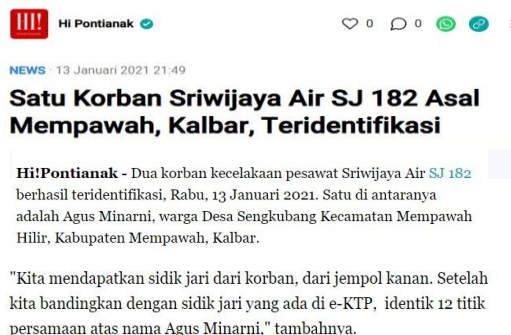 HI!
Hi Pontianak
0 0
NEWS · 13 Januari 2021 21:49
Satu Korban Sriwijaya Air SJ 182 Asal
Mempawah, Kalbar, Teridentifikasi
Hi!Pontianak - Dua korban kecelakaan pesawat Sriwijaya Air SJ 182
berhasil teridentifikasi, Rabu, 13 Januari 2021. Satu di antaranya
adalah Agus Minarni, warga Desa Sengkubang Kecamatan Mempawah
Hilir, Kabupaten Mempawah, Kalbar.
"Kita mendapatkan sidik jari dari korban, dari jempol kanan. Setelah
kita bandingkan dengan sidik jari yang ada di e-KTP, identik 12 titik
persamaan atas nama Agus Minarni," tambahnya.